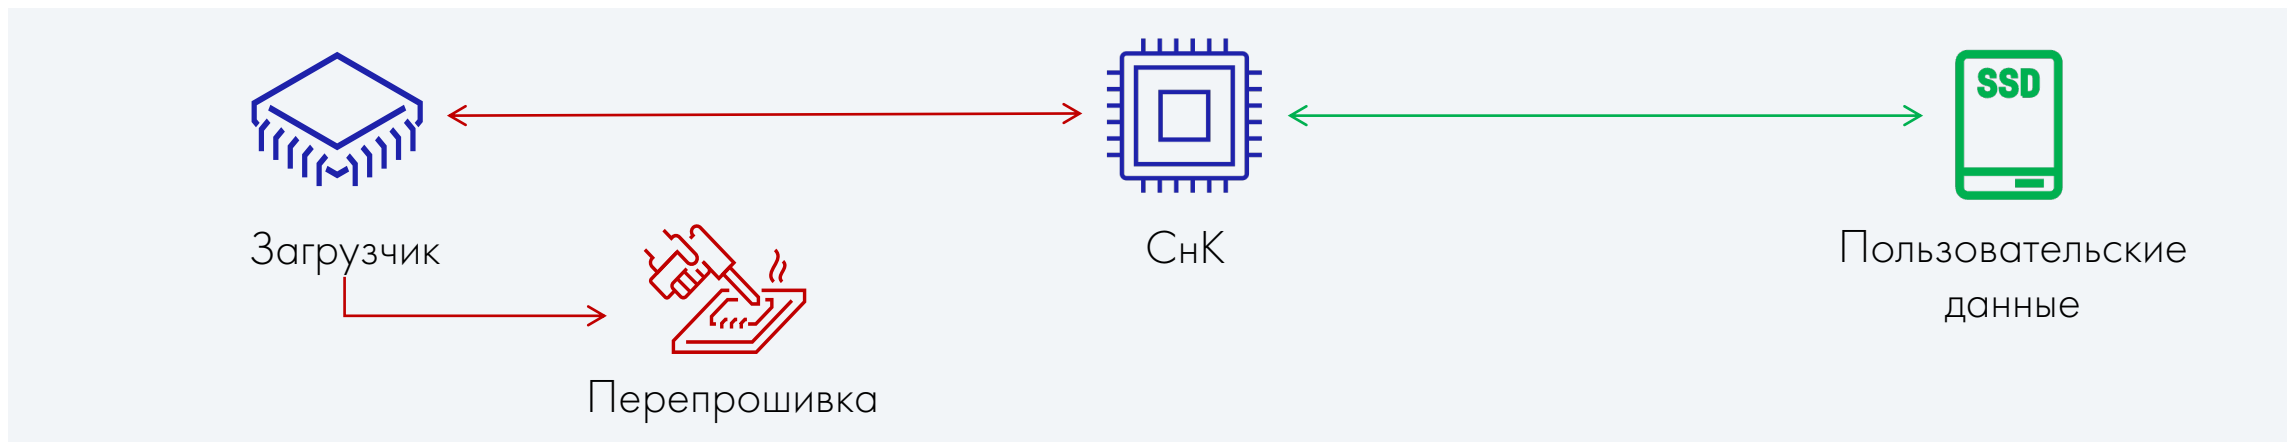 SSD
Загрузчик
СнК
Пользовательские
данные
Перепрошивка